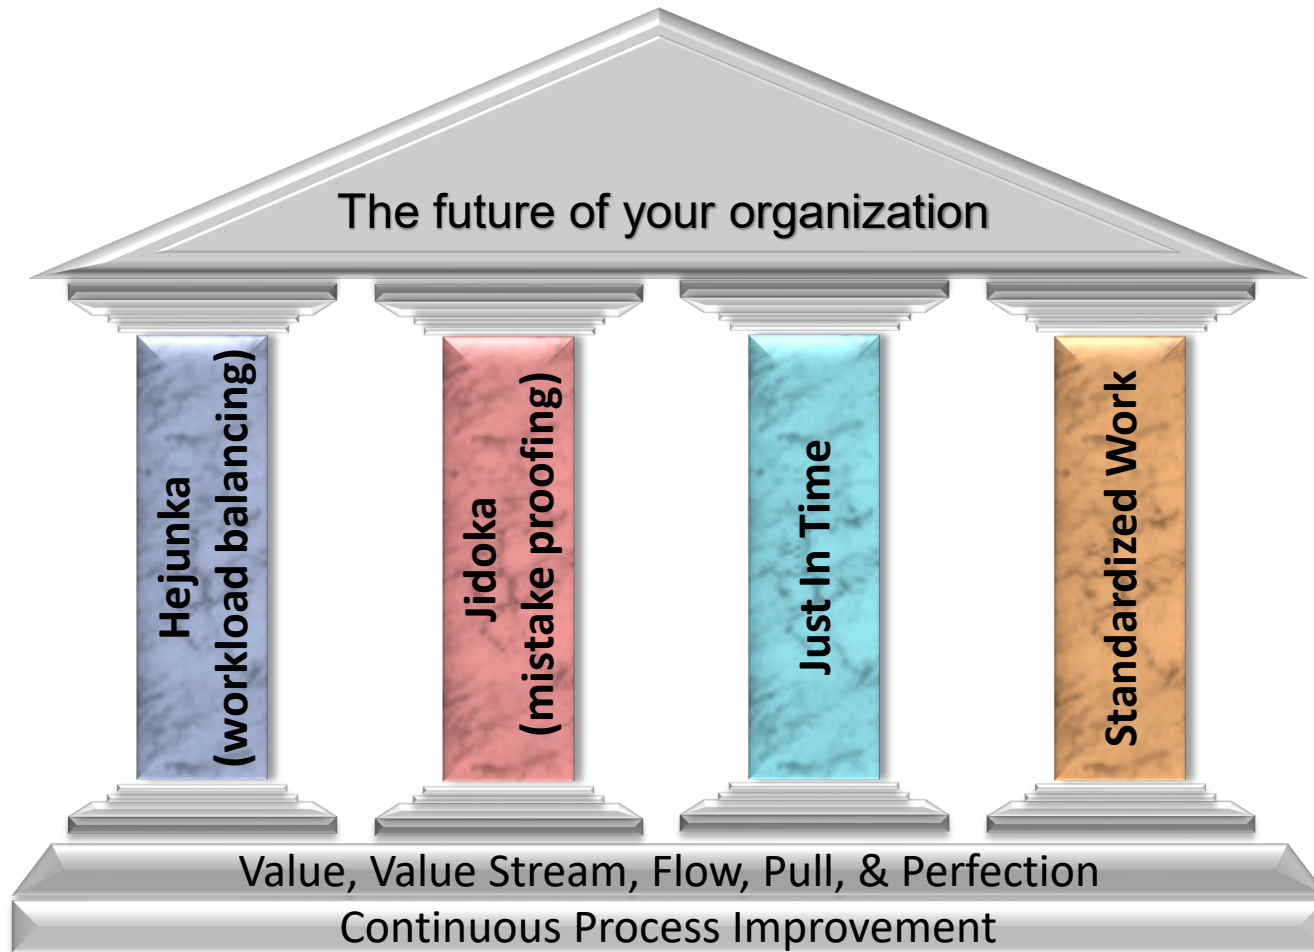 The future of your organization
Hejunka
(workload balancing)
Jidoka
(mistake proofing)
Just In Time
Standardized Work
Value, Value Stream, Flow, Pull, & Perfection
Continuous Process Improvement